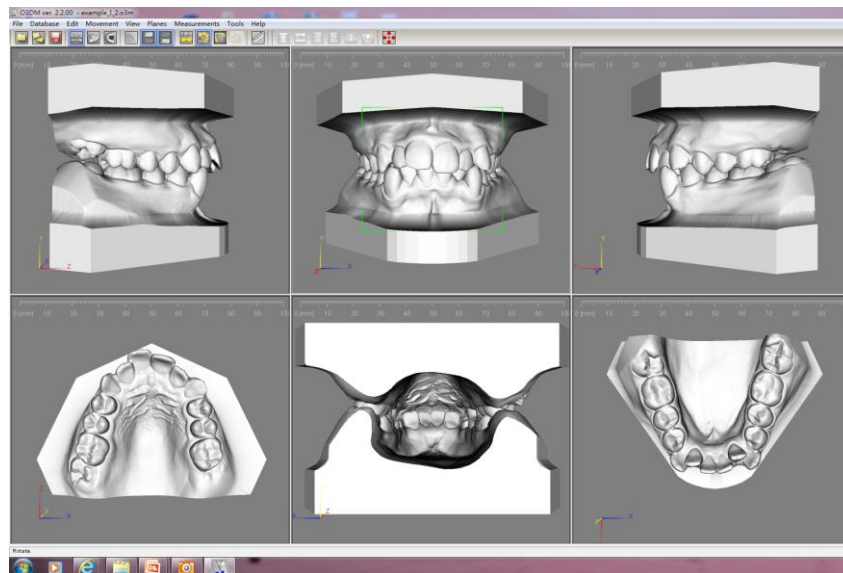 O3DM ver. 2.2.00 - example_I_2.o3m
File Database Edit Movement View Planes Measurements Tools Help
0 [mm] 10 20 30 40 50 60 70 80 90 100
0 [mm] 10 20 30 40 50 60 70 80 90 100
0 [mm] 10 20 30 40 50 60 70 80 90
Y X Z
Y Z X
Y Z X
0 [mm] 10 20 30 40 50 60 70 80 90 100
0 [mm] 10 20 30 40 50 60 70 80 90 100
0 [mm] 10 20 30 40 50 60 70 80 90
Z X
Y X Z
X
Rotate